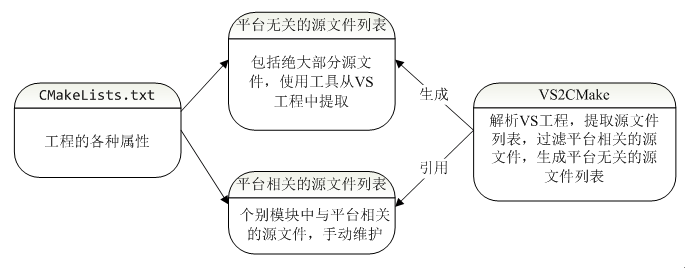 平台无关的源文件列表
包括绝大部分源文
件，使用工具从VS
工程中提取
CMakeLists.txt
工程的各种属性
生成
VS2CMake
解析VS工程，提取源文件
列表，过滤平台相关的源
文件，生成平台无关的源
文件列表
引用
平台相关的源文件列表
个别模块中与平台相关
的源文件，手动维护